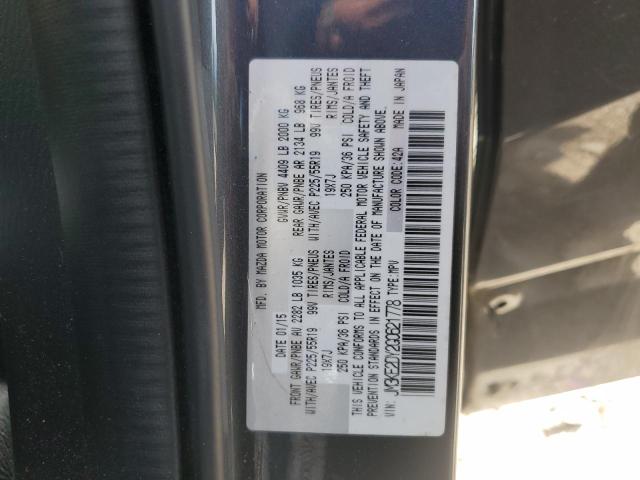 MFD. BY MAZDA MOTOR CORPORATION
DATE 01/15 GVWR/PNBV 4409 LB 2000 KG
FRONT GAWR/PNBE AV 2282 LB 1035 KG REAR GAWR/PNBE AR 2134 LB 968 KG
WITH/AVEC P225/55R19 99V TIRES/PNEUS WITH/AVEC P225/55R19 99V TIRES/PNEUS
19X7J RIMS/JANTES 19X7J RIMS/JANTES
250 KPA/36 PSI COLD/A FROID 250 KPA/36 PSI COLD/A FROID
THIS VEHICLE CONFORMS TO ALL APPLICABLE FEDERAL MOTOR VEHICLE SAFETY AND THEFT
PREVENTION STANDARDS IN EFFECT ON THE DATE OF MANUFACTURE SHOWN ABOVE.
VIN: JM3KE2DY2G0621778 TYPE:MPV COLOR CODE:42A MADE IN JAPAN